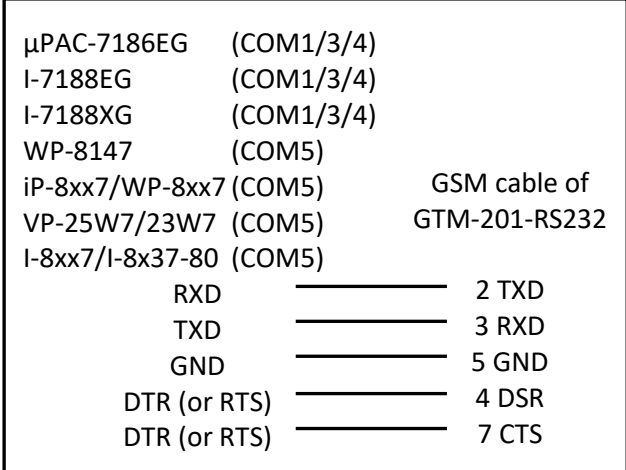 μPAC-7186EG (COM1/3/4)
I-7188EG (COM1/3/4)
I-7188XG (COM1/3/4)
WP-8147 (COM5)
iP-8xx7/WP-8xx7 (COM5) GSM cable of
VP-25W7/23W7 (COM5) GTM-201-RS232
I-8xx7/I-8x37-80 (COM5)
RXD 2 TXD
TXD 3 RXD
GND 5 GND
DTR (or RTS) 4 DSR
DTR (or RTS) 7 CTS